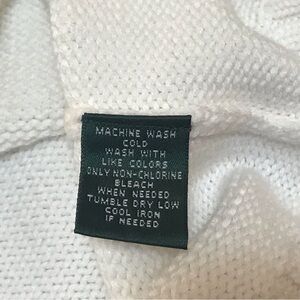 MACHINE WASH
COLD
WASH WITH
LIKE COLORS
ONLY NON-CHLORINE
BLEACH
WHEN NEEDED
TUMBLE DRY LOW
COOL IRON
IF NEEDED